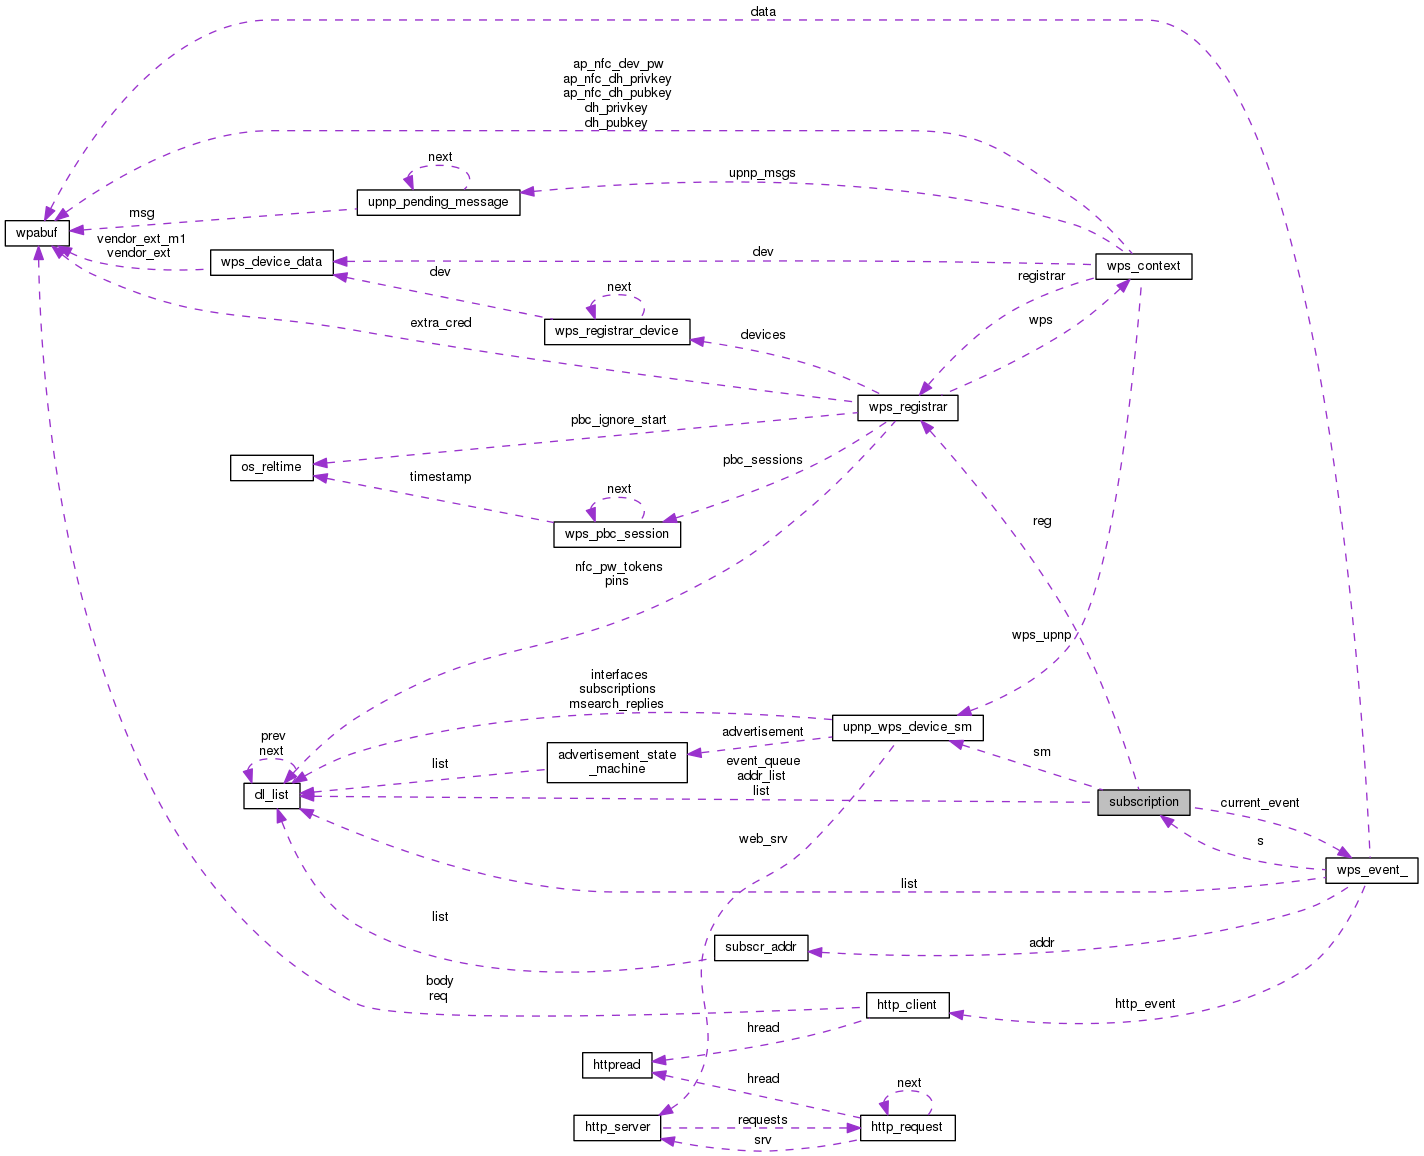 data
ap_nfc_dev_pw
ap_nfc_dh_privkey
ap_nfc_dh_pubkey
dh_privkey
dh_pubkey
next
upnp_msgs
upnp_pending_message
msg
wpabuf
vendor_ext_m1
vendor_ext
wps_device_data
dev
wps_context
dev
registrar
next
wps
extra_cred
wps_registrar_device
devices
wps_registrar
pbc_ignore_start
pbc_sessions
os_reltime
timestamp
next
wps_pbc_session
reg
nfc_pw_tokens
pins
wps_upnp
interfaces
subscriptions
msearch_replies
upnp_wps_device_sm
advertisement
prev
next
list
advertisement_state
_machine
event_queue
addr_list
list
sm
dl_list
subscription
current_event
web_srv
s
wps_event_
list
list
subscr_addr
addr
body
req
http_client
http_event
hread
httpread
hread
next
http_server
requests
srv
http_request